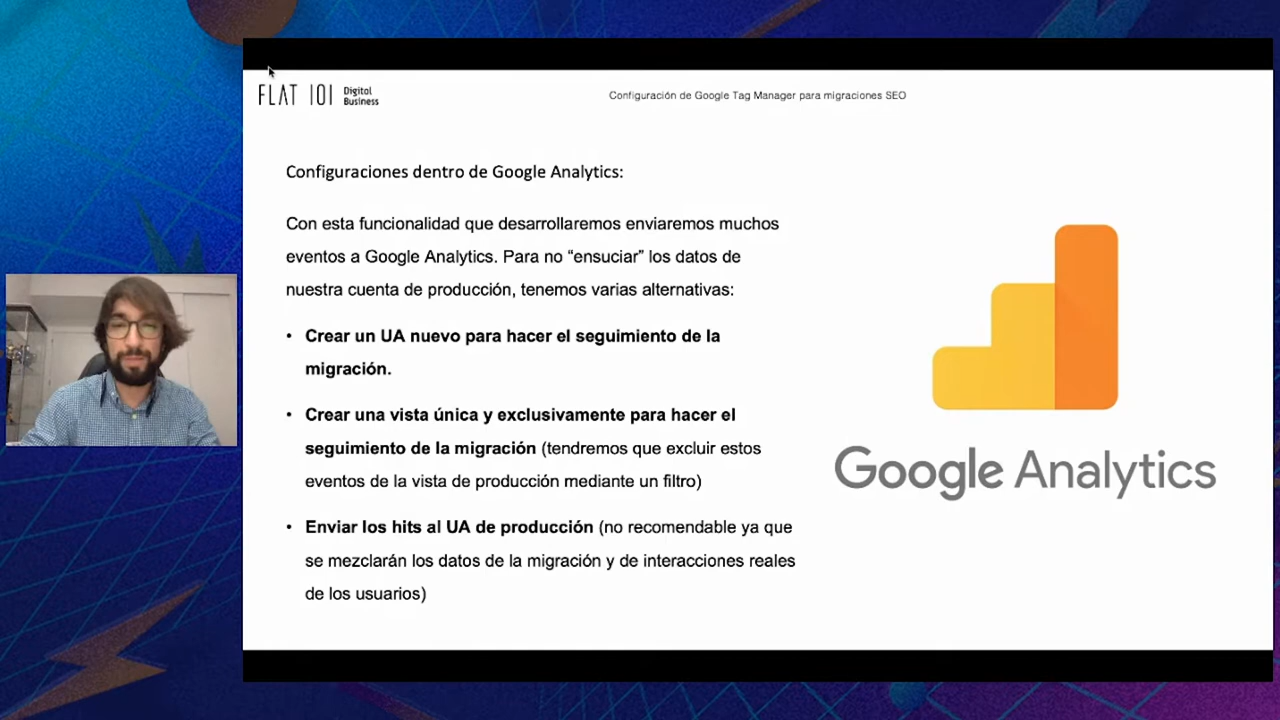 FLAT 101 Digital
Business
Configuración de Google Tag Manager para migraciones SEO
Configuraciones dentro de Google Analytics:
Con esta funcionalidad que desarrollaremos enviaremos muchos
eventos a Google Analytics. Para no “ensuciar” los datos de
nuestra cuenta de producción, tenemos varias alternativas:
• Crear un UA nuevo para hacer el seguimiento de la
migración.
• Crear una vista única y exclusivamente para hacer el
seguimiento de la migración (tendremos que excluir estos
eventos de la vista de producción mediante un filtro)
• Enviar los hits al UA de producción (no recomendable ya que
se mezclarán los datos de la migración y de interacciones reales
de los usuarios)
Google Analytics